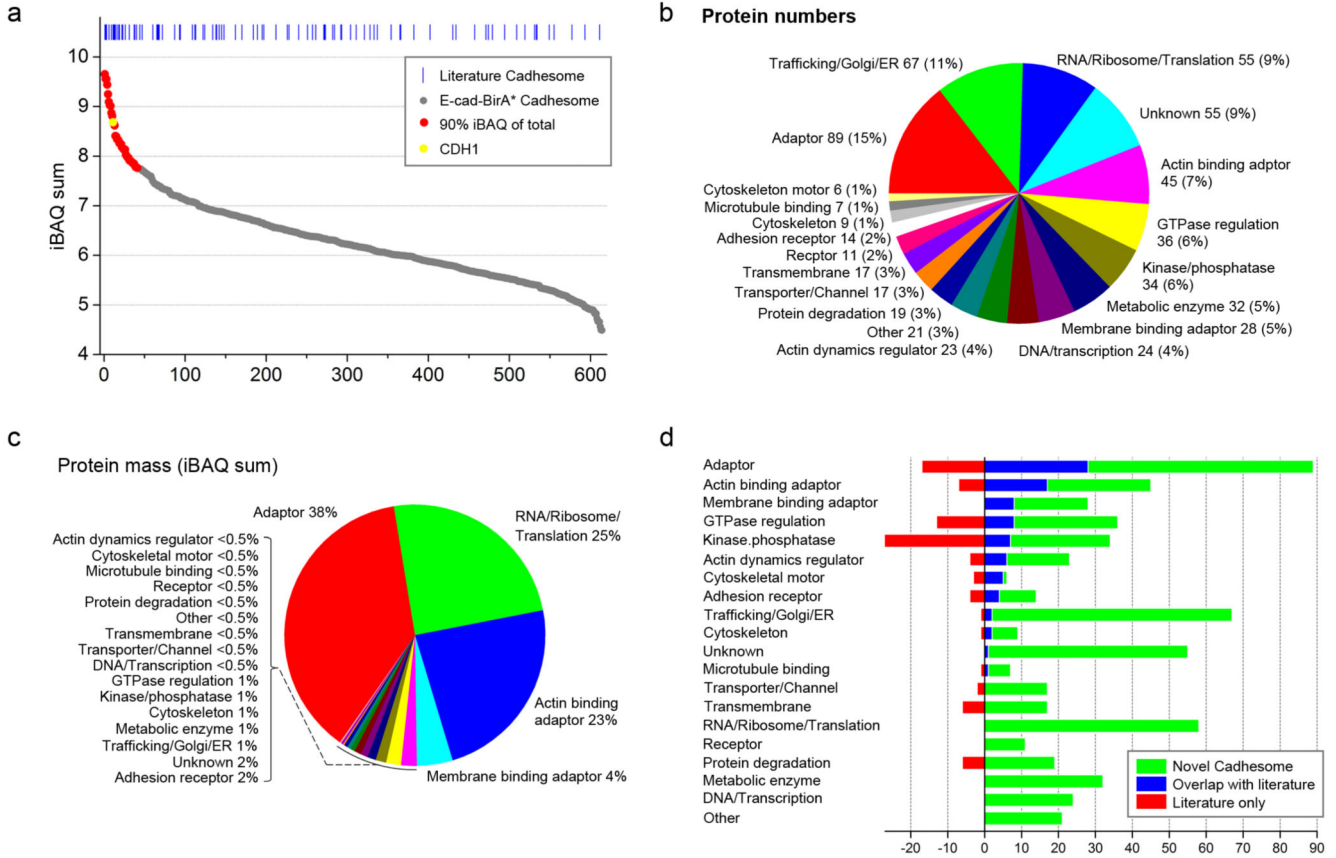 a
10
9
8
7
6
5
4
iBAQ sum
0
100
200
300
400
500
600
Literature Cadhesome
E-cad-BirA* Cadhesome
90% iBAQ of total
CDH1
b
Protein numbers
Trafficking/Golgi/ER 67 (11%)
RNA/Ribosome/Translation 55 (9%)
Unknown 55 (9%)
Adaptor 89 (15%)
Actin binding adptor
45 (7%)
Cytoskeleton motor 6 (1%)
Microtubule binding 7 (1%)
Cytoskeleton 9 (1%)
Adhesion receptor 14 (2%)
Recptor 11 (2%)
Transmembrane 17 (3%)
Transporter/Channel 17 (3%)
Protein degradation 19 (3%)
Other 21 (3%)
Actin dynamics regulator 23 (4%)
GTPase regulation
36 (6%)
Kinase/phosphatase
34 (6%)
Metabolic enzyme 32 (5%)
Membrane binding adaptor 28 (5%)
DNA/transcription 24 (4%)
c
Protein mass (iBAQ sum)
Adaptor 38%
RNA/Ribosome/
Translation 25%
Actin dynamics regulator <0.5%
Cytoskeletal motor <0.5%
Microtubule binding <0.5%
Receptor <0.5%
Protein degradation <0.5%
Other <0.5%
Transmembrane <0.5%
Transporter/Channel <0.5%
DNA/Transcription <0.5%
GTPase regulation 1%
Kinase/phosphatase 1%
Cytoskeleton 1%
Metabolic enzyme 1%
Trafficking/Golgi/ER 1%
Unknown 2%
Adhesion receptor 2%
Actin binding
adaptor 23%
Membrane binding adaptor 4%
d
Adaptor
Actin binding adaptor
Membrane binding adaptor
GTPase regulation
Kinase.phosphatase
Actin dynamics regulator
Cytoskeletal motor
Adhesion receptor
Trafficking/Golgi/ER
Cytoskeleton
Unknown
Microtubule binding
Transporter/Channel
Transmembrane
RNA/Ribosome/Translation
Receptor
Protein degradation
Metabolic enzyme
DNA/Transcription
Other
Novel Cadhesome
Overlap with literature
Literature only
-20
-10
0
10
20
30
40
50
60
70
80
90